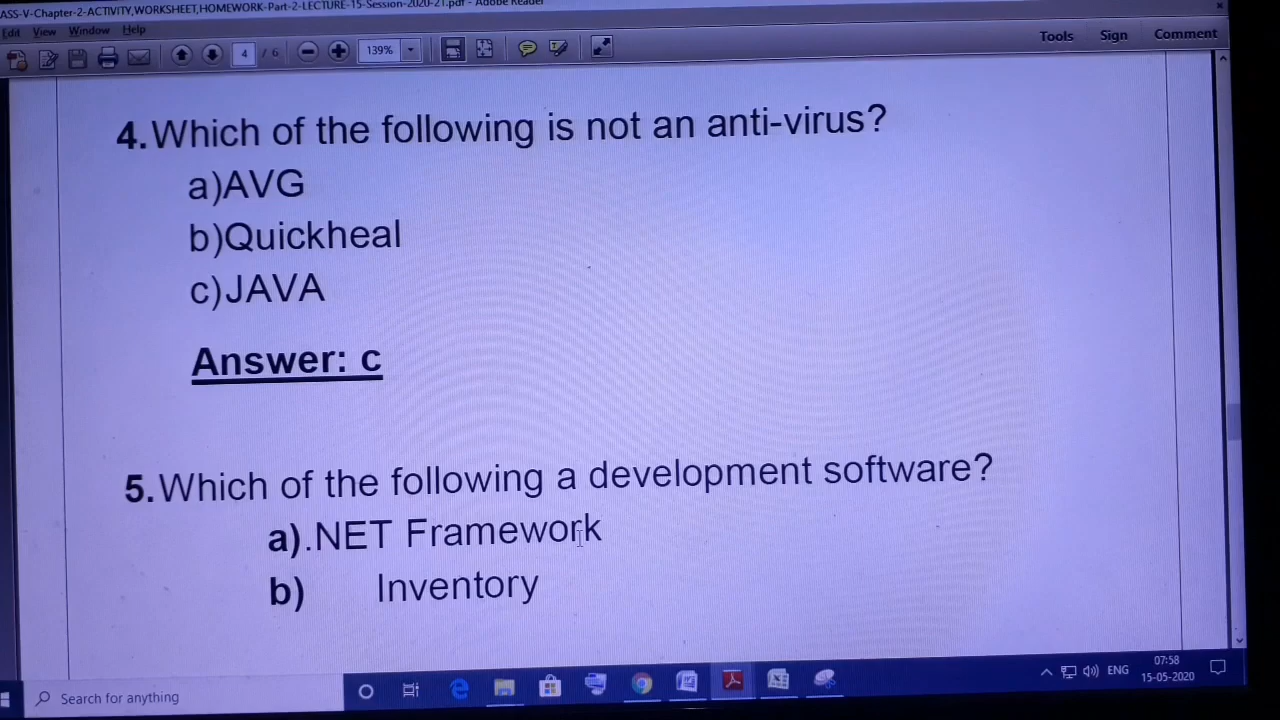 ASS-V-Chapter-2-ACTIVITY,WORKSHEET,HOMEWORK-Part-2-LECTURE-15-Session-2020-21.pdf - Adobe Reader
Edit View Window Help
4 / 6 139% Tools Sign Comment
4.Which of the following is not an anti-virus?
a)AVG
b)Quickheal
c)JAVA
Answer: c
5.Which of the following a development software?
a).NET Framework
b) Inventory
Search for anything
ENG
07:58
15-05-2020